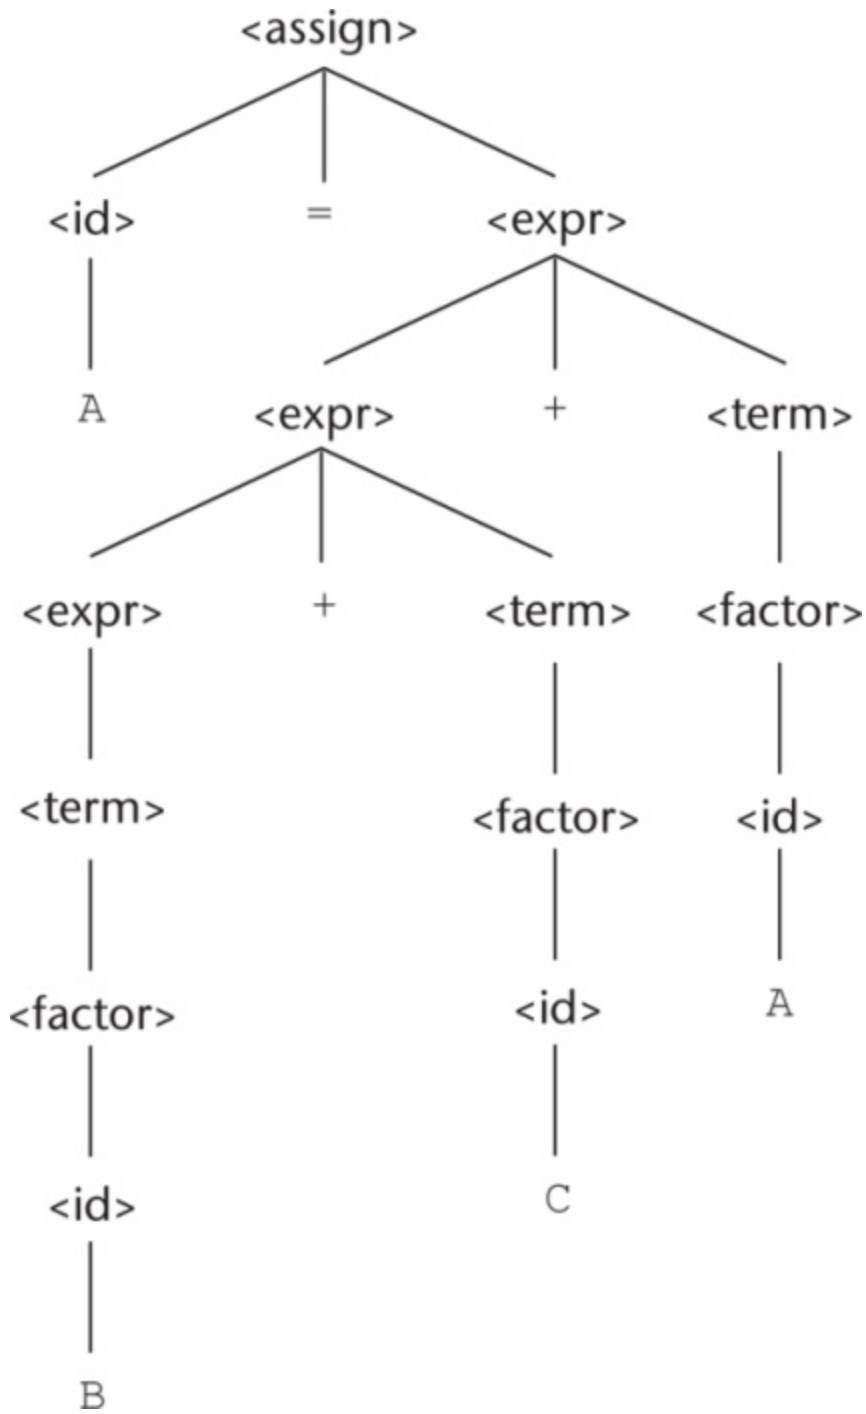 <assign>
<id> = <expr>
A <expr> + <term>
<expr> + <term> <factor>
<term> <factor> <id>
<factor> <id> A
<id> C
B